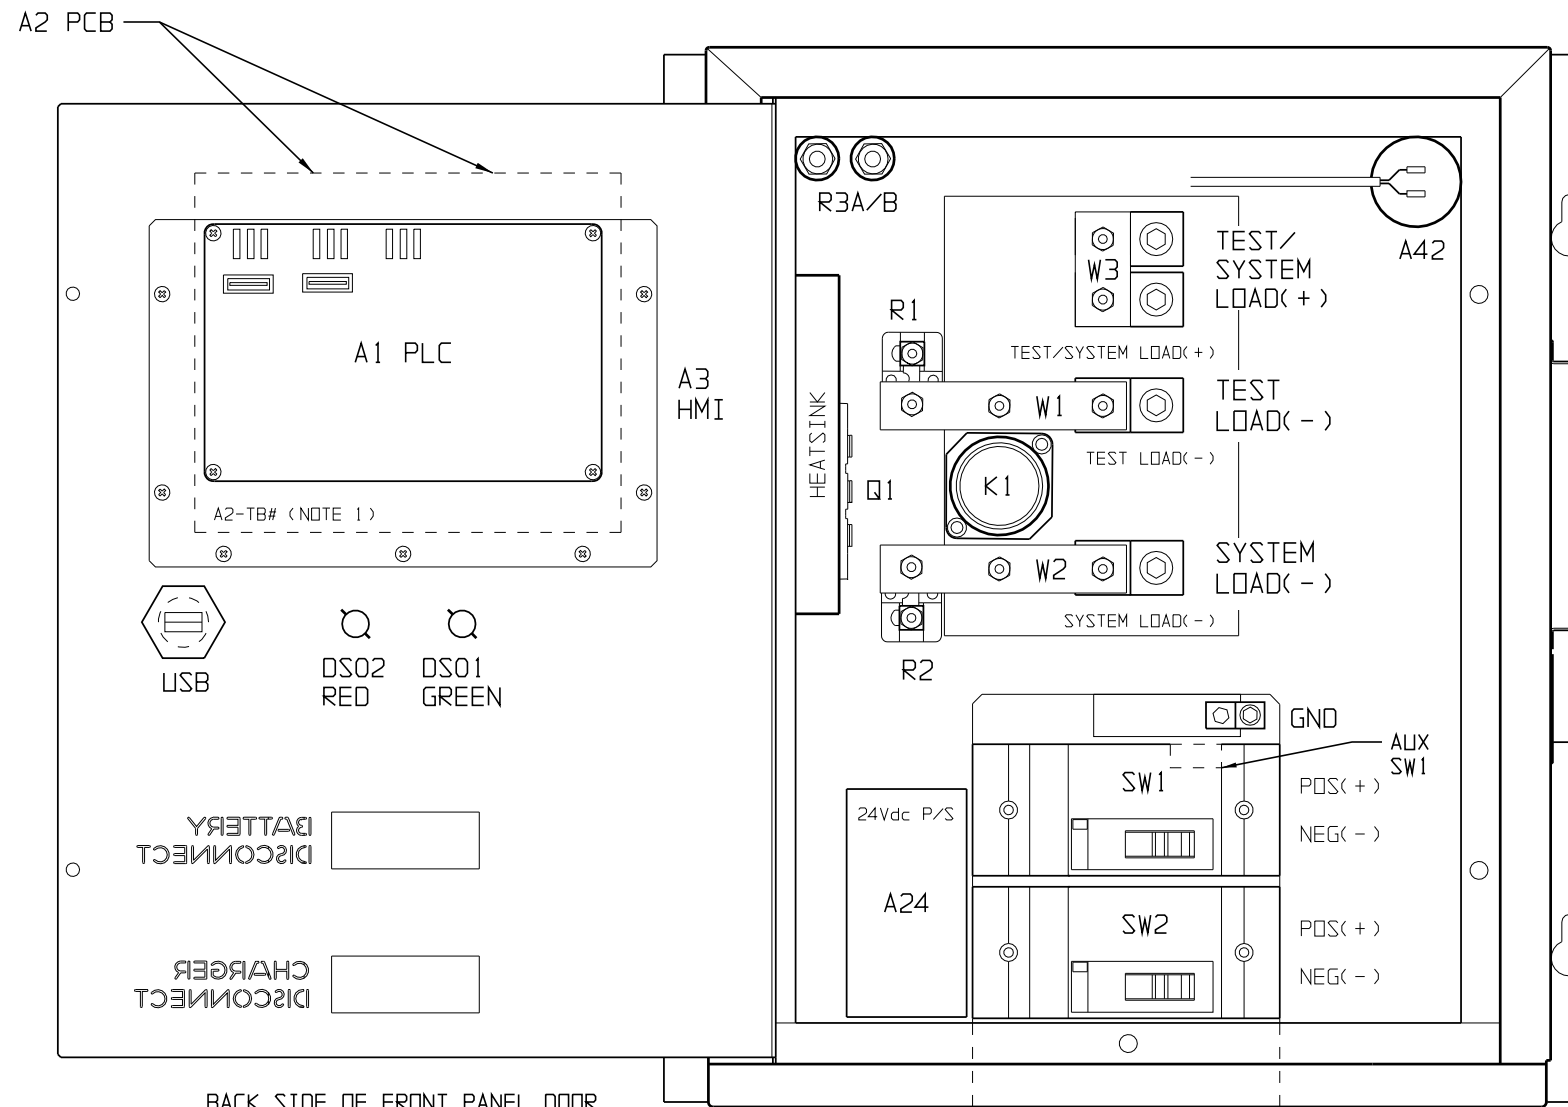 A2 PCB
A1 PLC
A3
HMI
A2-TB# (NOTE 1)
USB
DS02
RED
DS01
GREEN
BATTERY
DISCONNECT
CHARGER
DISCONNECT
BACK SIDE OF FRONT PANEL DOOR
R3A/B
A42
W3
TEST/
SYSTEM
LOAD(+)
R1
TEST/SYSTEM LOAD(+)
HEATSINK
W1
TEST
LOAD(-)
TEST LOAD(-)
Q1
K1
W2
SYSTEM
LOAD(-)
SYSTEM LOAD(-)
R2
GND
AUX
SW1
SW1
POS(+)
NEG(-)
24Vdc P/S
A24
SW2
POS(+)
NEG(-)